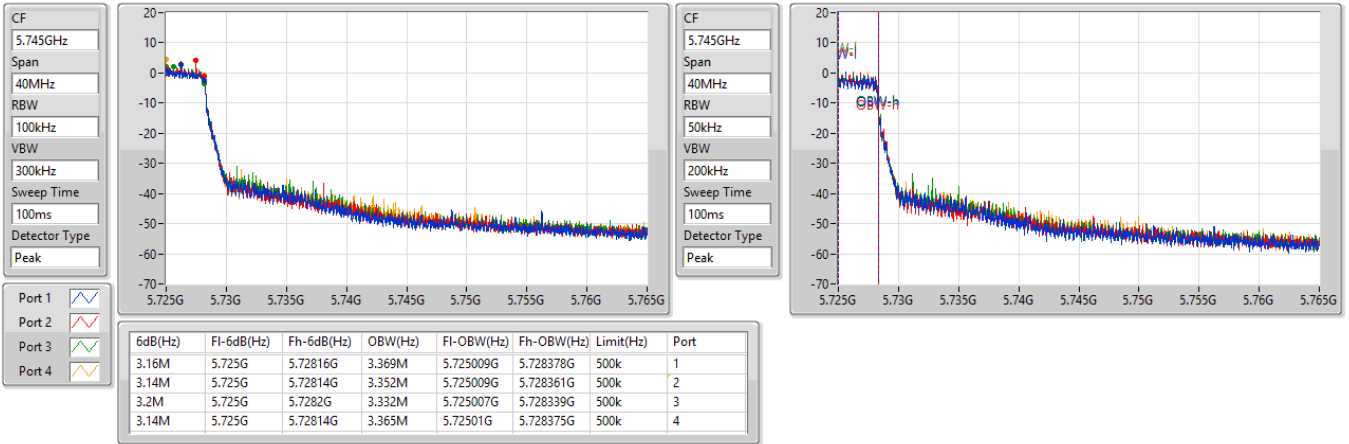 CF
5.745GHz
Span
40MHz
RBW
100kHz
VBW
300kHz
Sweep Time
100ms
Detector Type
Peak
20
10
0
-10
-20
-30
-40
-50
-60
-70
5.725G 5.73G 5.735G 5.74G 5.745G 5.75G 5.755G 5.76G 5.765G
CF
5.745GHz
Span
40MHz
RBW
50kHz
VBW
200kHz
Sweep Time
100ms
Detector Type
Peak
20
10
0
-10
-20
-30
-40
-50
-60
-70
OBW-h
5.725G 5.73G 5.735G 5.74G 5.745G 5.75G 5.755G 5.76G 5.765G
Port 1
Port 2
Port 3
Port 4
6dB(Hz) Fl-6dB(Hz) Fh-6dB(Hz) OBW(Hz) Fl-OBW(Hz) Fh-OBW(Hz) Limit(Hz) Port
3.16M 5.725G 5.72816G 3.369M 5.725009G 5.728378G 500k 1
3.14M 5.725G 5.72814G 3.352M 5.725009G 5.728361G 500k 2
3.2M 5.725G 5.7282G 3.332M 5.725007G 5.728339G 500k 3
3.14M 5.725G 5.72814G 3.365M 5.72501G 5.728375G 500k 4